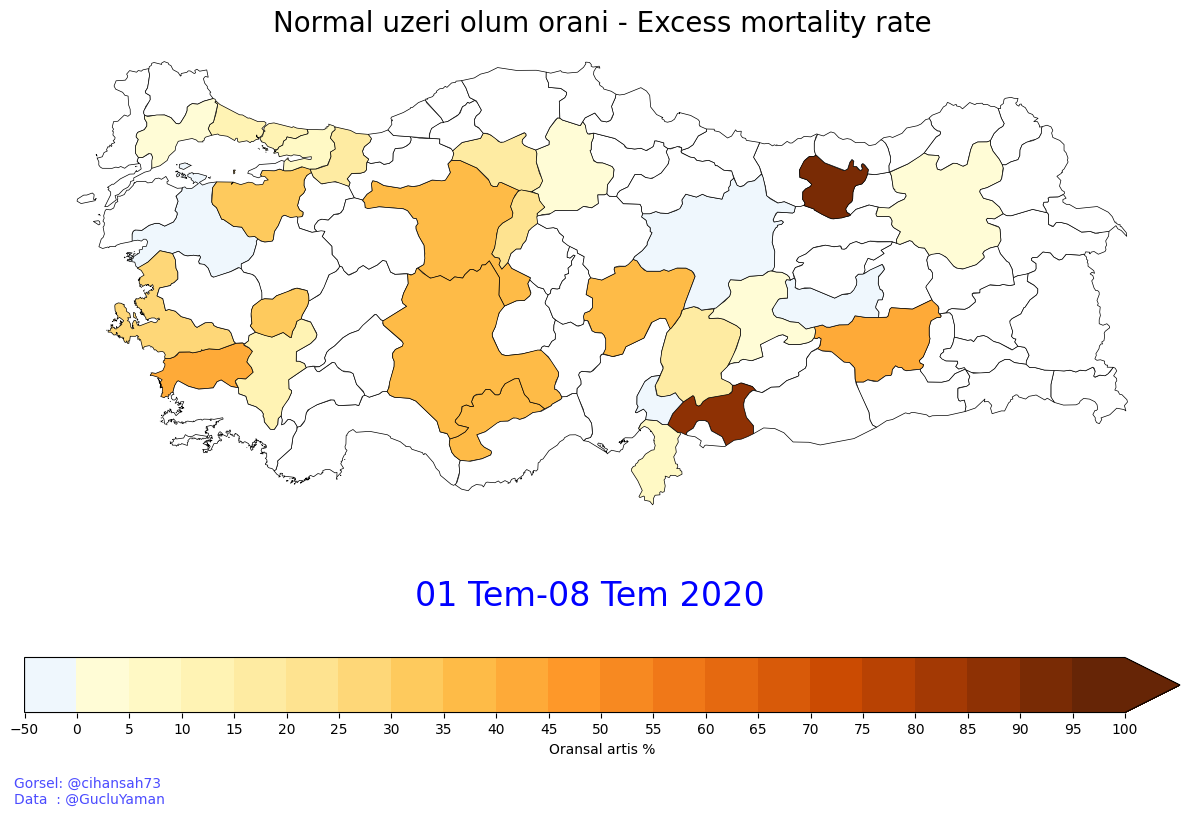 Normal uzeri olum orani - Excess mortality rate
01 Tem-08 Tem 2020
−50 0 5 10 15 20 25 30 35 40 45 50 55 60 65 70 75 80 85 90 95 100
Oransal artis %
Gorsel: @cihansah73
Data  : @GucluYaman